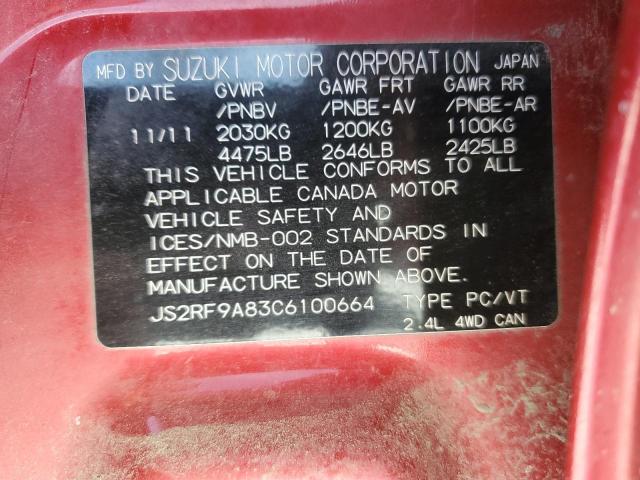 MFD BY SUZUKI MOTOR CORPORATION JAPAN
DATE GVWR GAWR FRT GAWR RR
/PNBV /PNBE-AV /PNBE-AR
11/11 2030KG 1200KG 1100KG
4475LB 2646LB 2425LB
THIS VEHICLE CONFORMS TO ALL
APPLICABLE CANADA MOTOR
VEHICLE SAFETY AND
ICES/NMB-002 STANDARDS IN
EFFECT ON THE DATE OF
MANUFACTURE SHOWN ABOVE.
JS2RF9A83C6100664 TYPE PC/VT
2.4L 4WD CAN